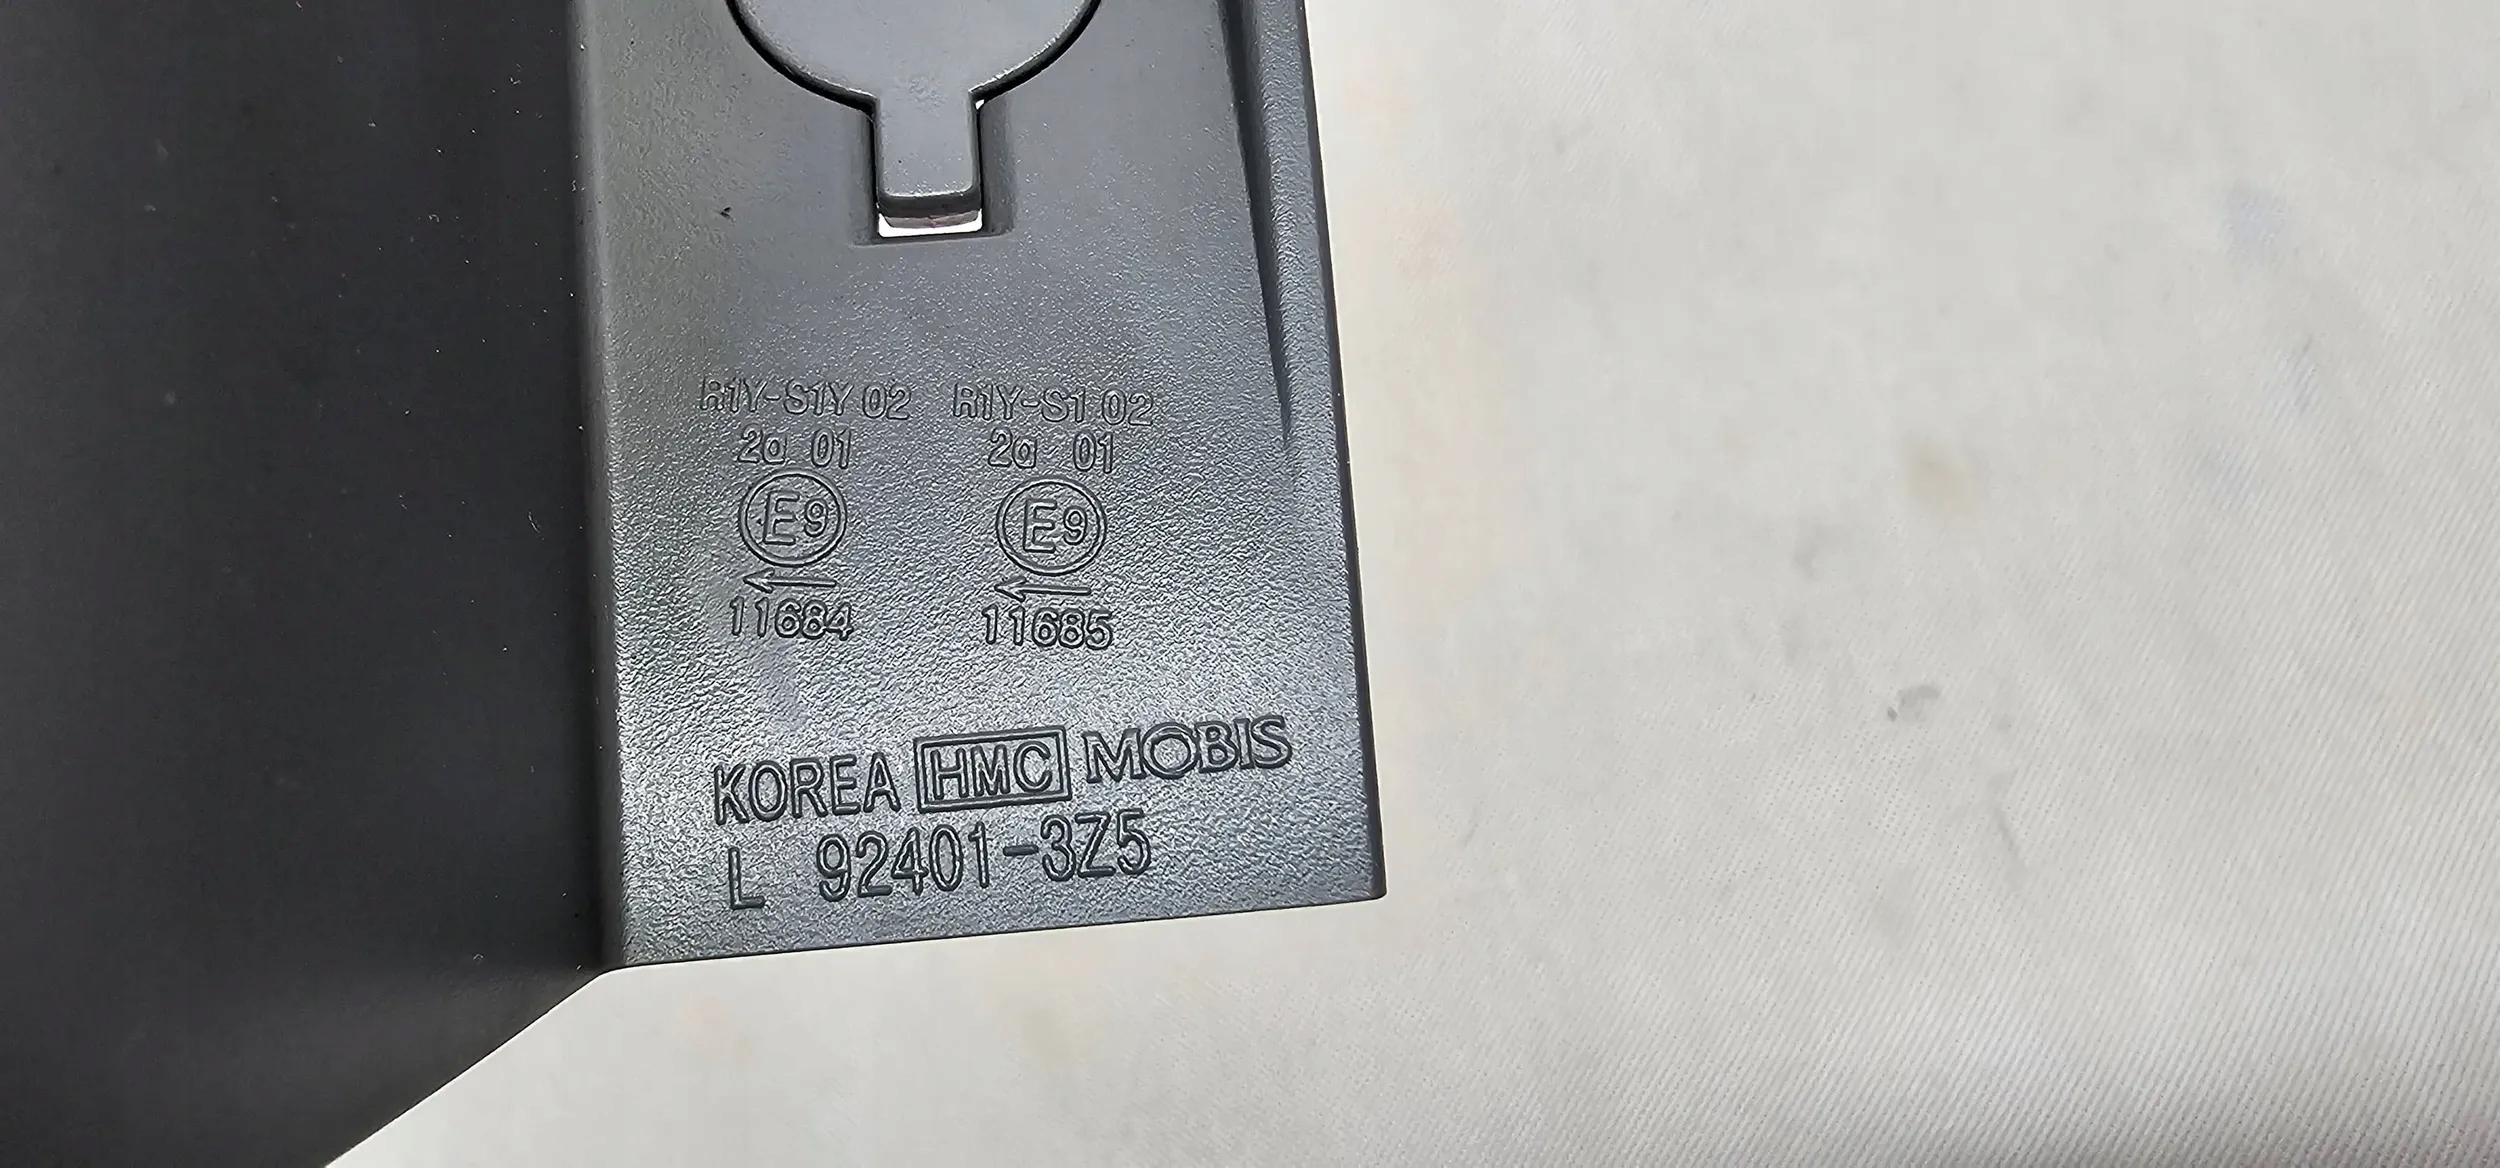 R1Y-S1Y 02 R1Y-S1 02
2a 01 2a 01
E9 E9
← ←
11684 11685
KOREA HMC MOBIS
L 92401-3Z5